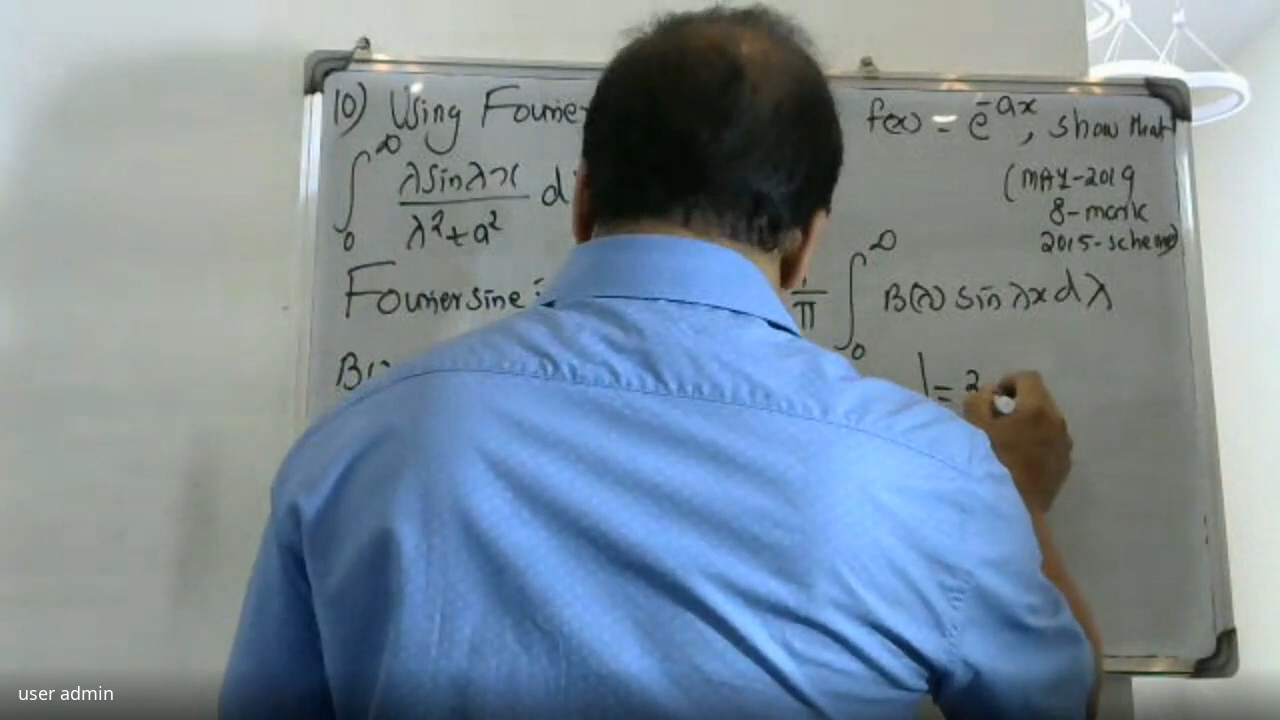 10) Using Fourier f(x) = e^-ax, show that
∫0^∞ λsinλx / λ²+a² d
(MAY-2019
8-mark
2015-scheme)
Fourier sine π ∫0^∞ B(λ) sin λx dλ
B(
= 2
user admin